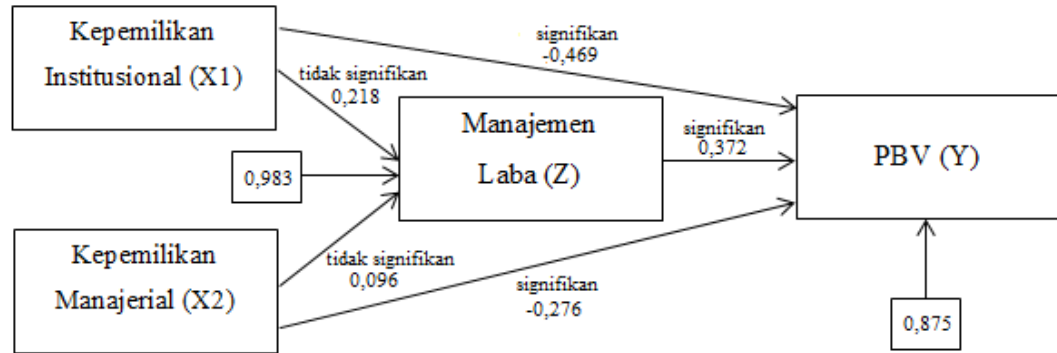 Kepemilikan
Institusional (X1)
signifikan
-0,469
tidak signifikan
0,218
Manajemen
Laba (Z)
signifikan
0,372
PBV (Y)
0,983
Kepemilikan
Manajerial (X2)
tidak signifikan
0,096
signifikan
-0,276
0,875